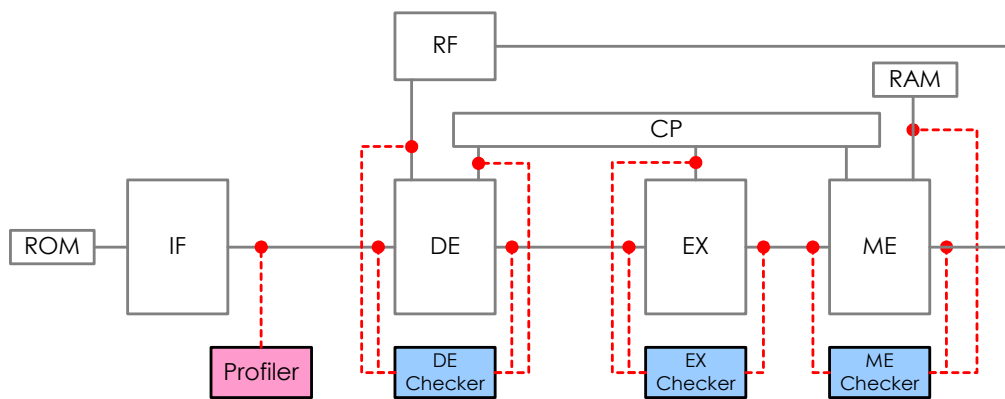 RF
RAM
CP
ROM
IF
DE
EX
ME
Profiler
DE
Checker
EX
Checker
ME
Checker